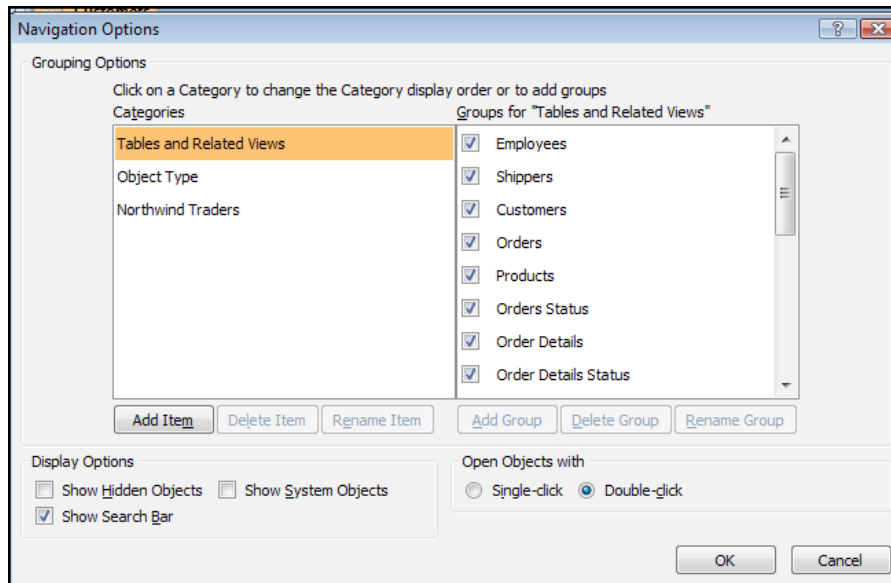 Customers
Navigation Options
Grouping Options
Click on a Category to change the Category display order or to add groups
Categories
Groups for "Tables and Related Views"
Tables and Related Views
Object Type
Northwind Traders
Employees
Shippers
Customers
Orders
Products
Orders Status
Order Details
Order Details Status
Add Item
Delete Item
Rename Item
Add Group
Delete Group
Rename Group
Display Options
Show Hidden Objects
Show System Objects
Show Search Bar
Open Objects with
Single-click
Double-click
OK
Cancel